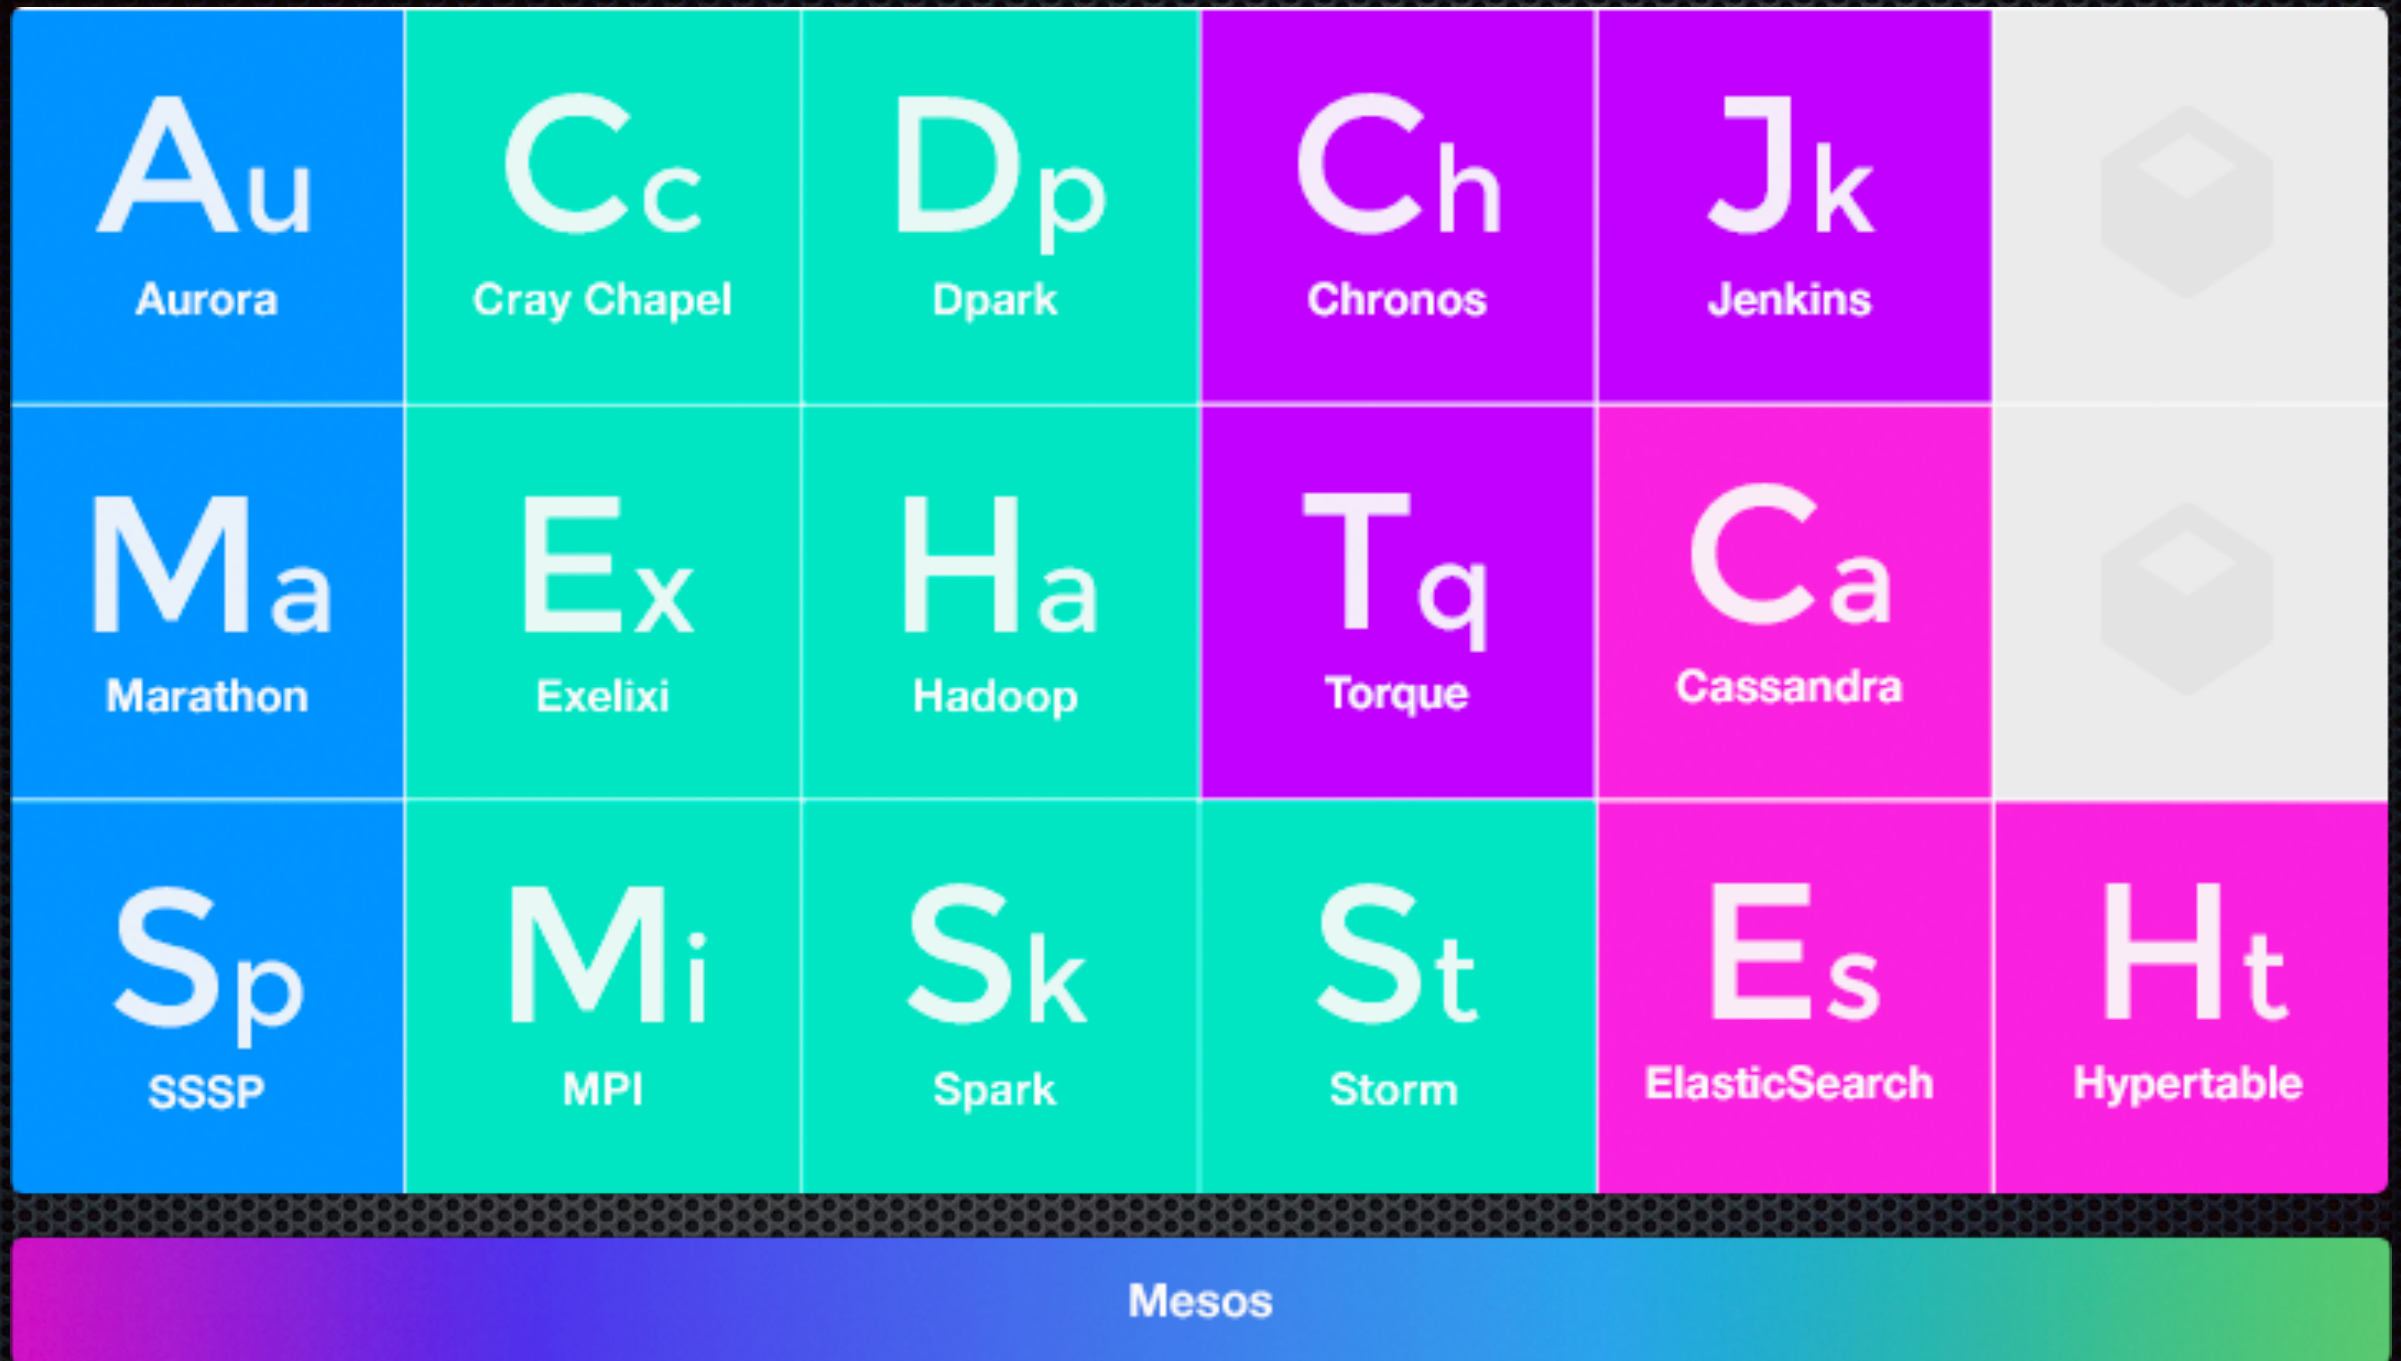 Au
Aurora
Cc
Cray Chapel
Dp
Dpark
Ch
Chronos
Jk
Jenkins
Ma
Marathon
Ex
Exelixi
Ha
Hadoop
Tq
Torque
Ca
Cassandra
Sp
SSSP
Mi
MPI
Sk
Spark
St
Storm
Es
ElasticSearch
Ht
Hypertable
Mesos